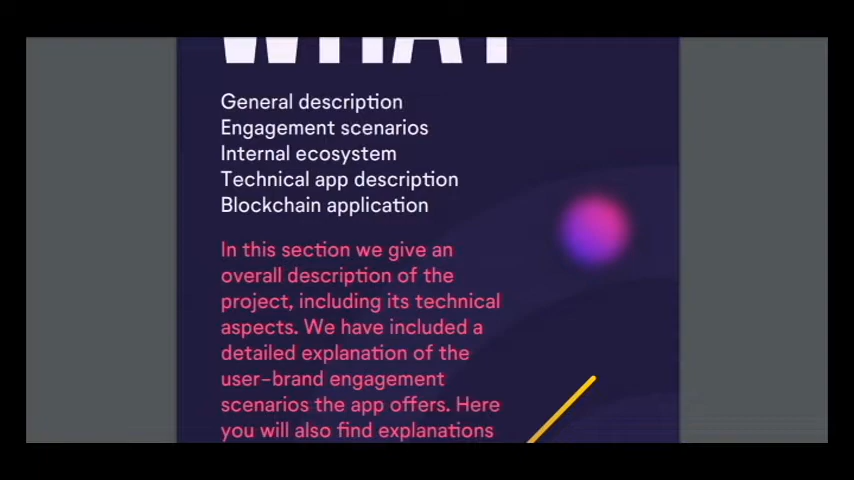 WHAT
General description
Engagement scenarios
Internal ecosystem
Technical app description
Blockchain application
In this section we give an
overall description of the
project, including its technical
aspects. We have included a
detailed explanation of the
user-brand engagement
scenarios the app offers. Here
you will also find explanations